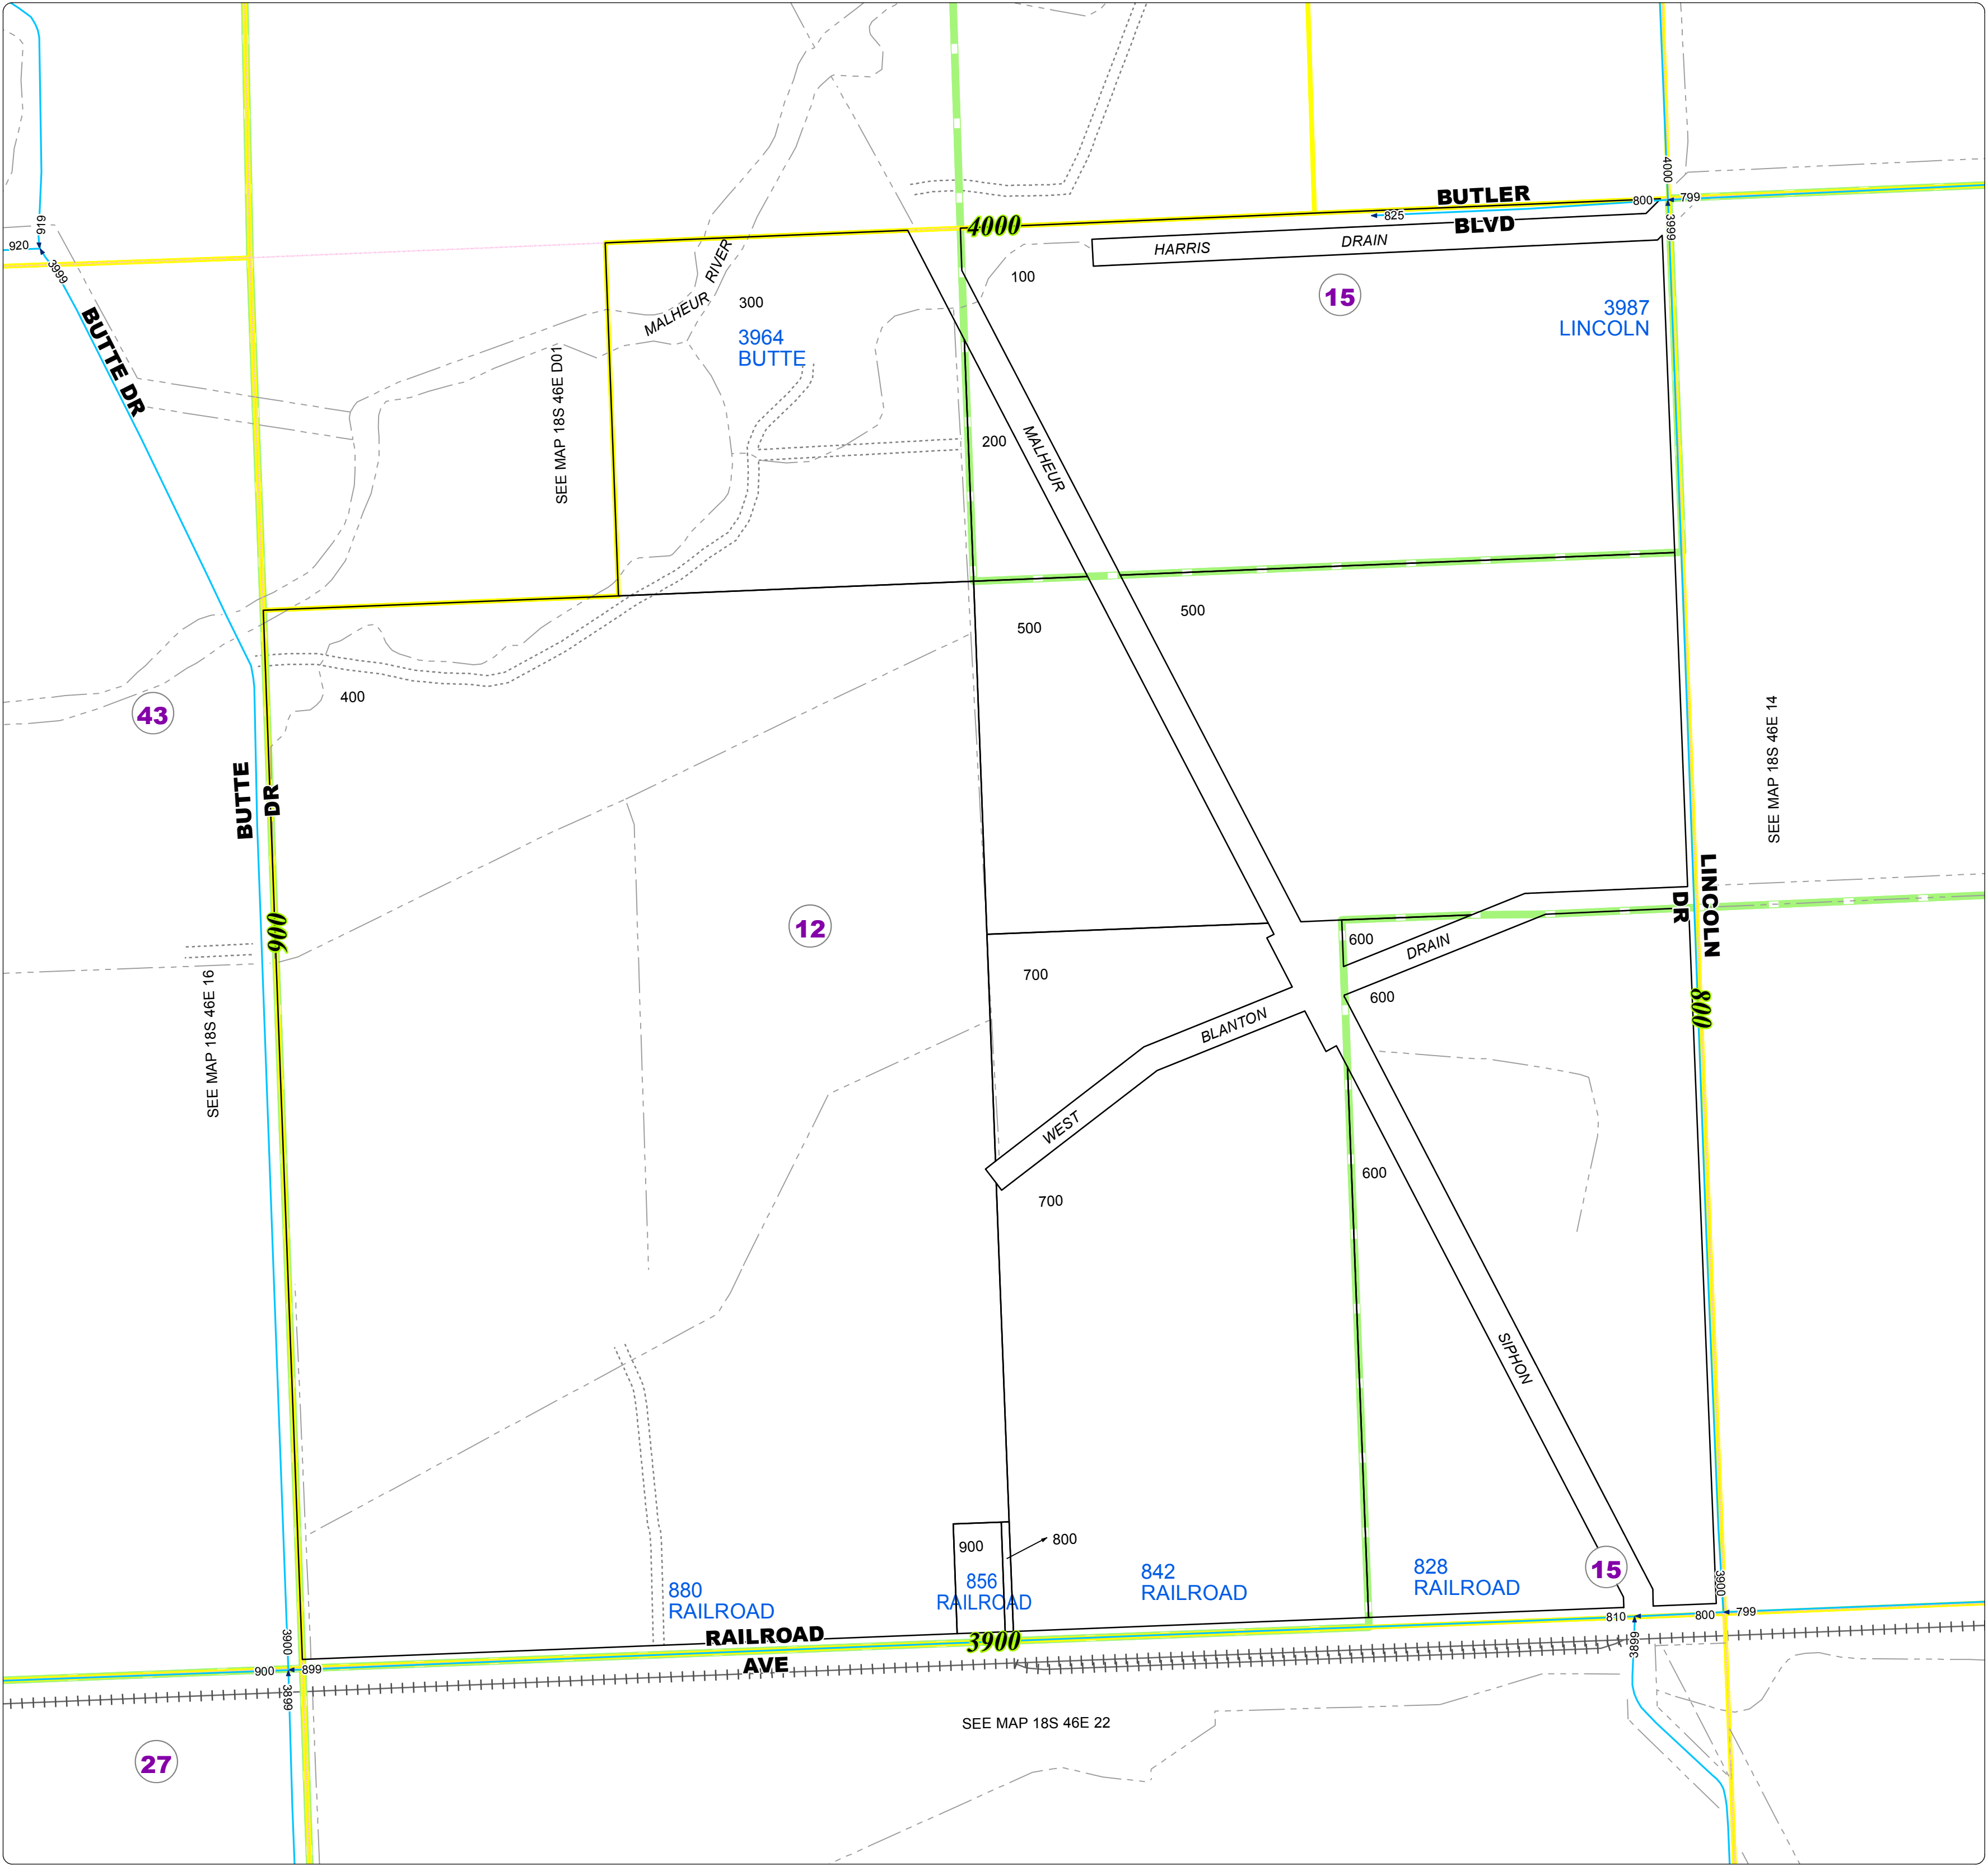 4000
799
800
3999
BUTLER
BLVD
825
4000
HARRIS
DRAIN
100
15
3987
LINCOLN
919
920
3999
BUTTE DR
MALHEUR
RIVER
300
3964
BUTTE
SEE MAP 18S 46E D01
200
MALHEUR
500
500
400
43
BUTTE
DR
900
12
SEE MAP 18S 46E 16
SEE MAP 18S 46E 14
LINCOLN
DR
800
600
DRAIN
600
700
BLANTON
WEST
700
600
SIPHON
900
800
856
RAILROAD
842
RAILROAD
828
RAILROAD
15
880
RAILROAD
RAILROAD
AVE
3900
3900
899
900
3899
3900
810
800
799
3899
SEE MAP 18S 46E 22
27